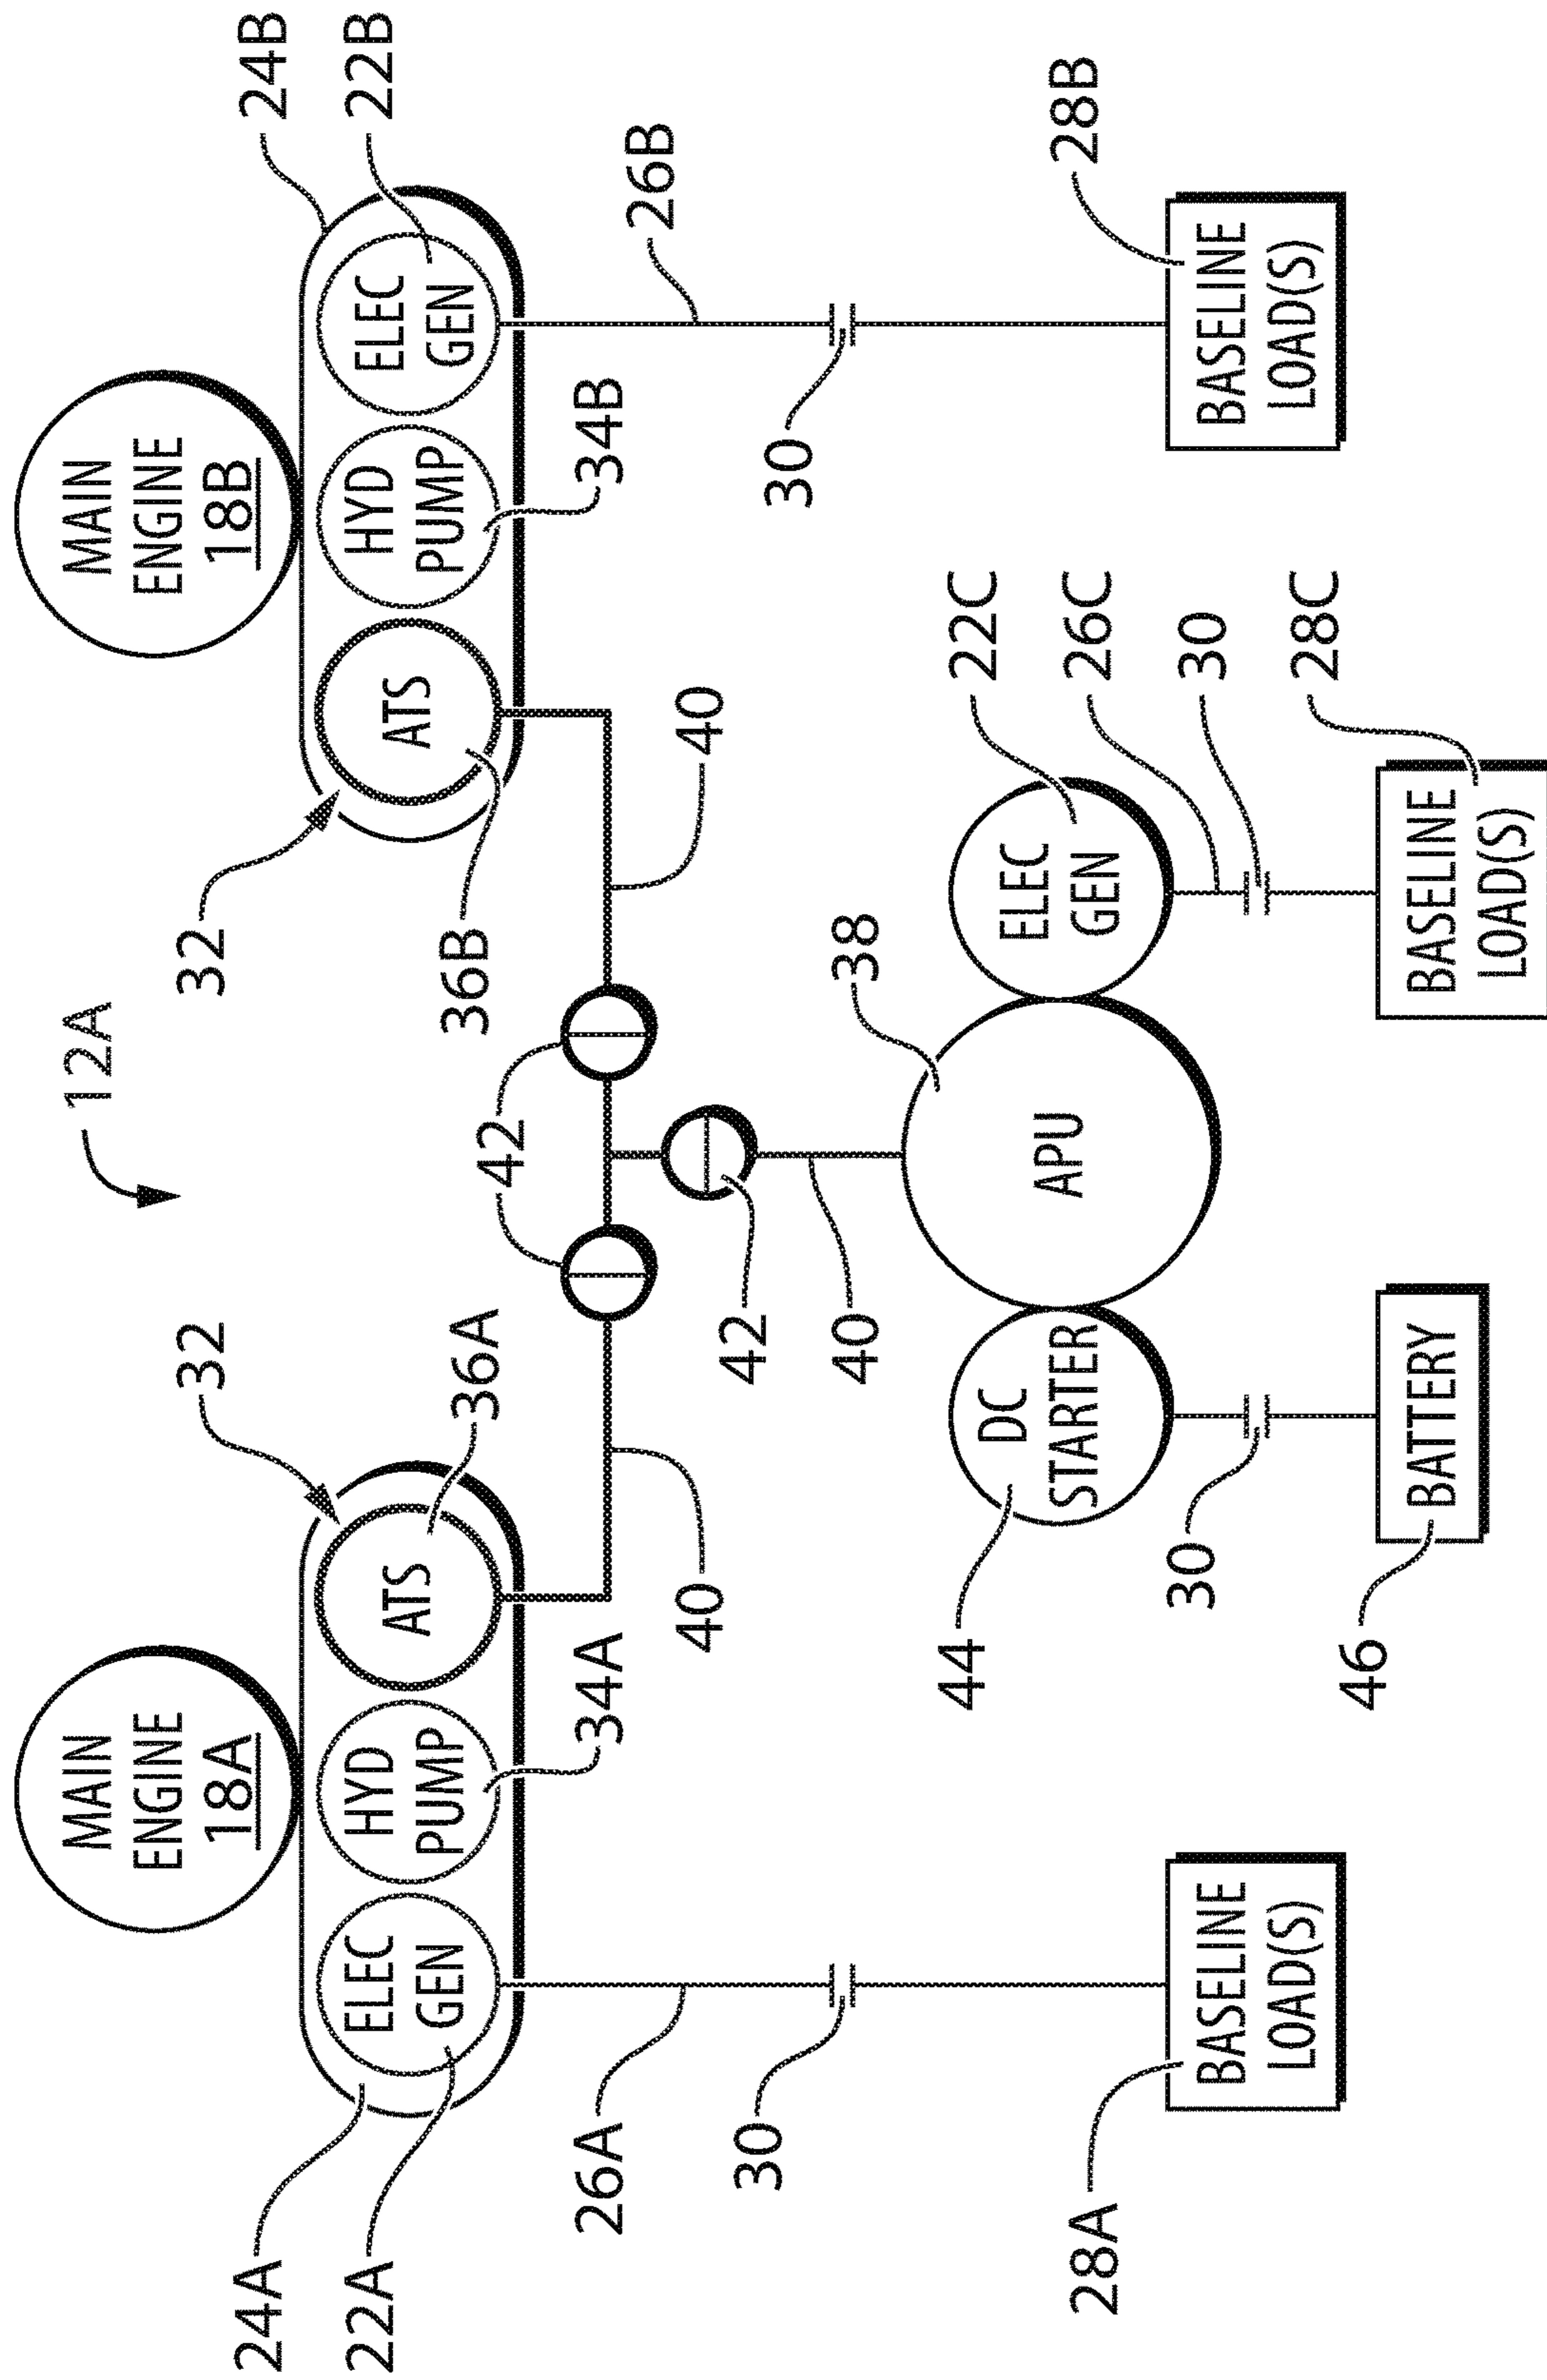 12A
MAIN
ENGINE
18A
MAIN
ENGINE
18B
24A
22A
ELEC
GEN
HYD
PUMP
ATS
32
36A
34A
32
36B
ATS
HYD
PUMP
ELEC
GEN
24B
22B
34B
26A
30
40
42
40
26B
30
42
40
38
28A
BASELINE
LOAD(S)
44
DC
STARTER
APU
ELEC
GEN
22C
26C
30
28C
28B
BASELINE
LOAD(S)
30
46
BATTERY
BASELINE
LOAD(S)